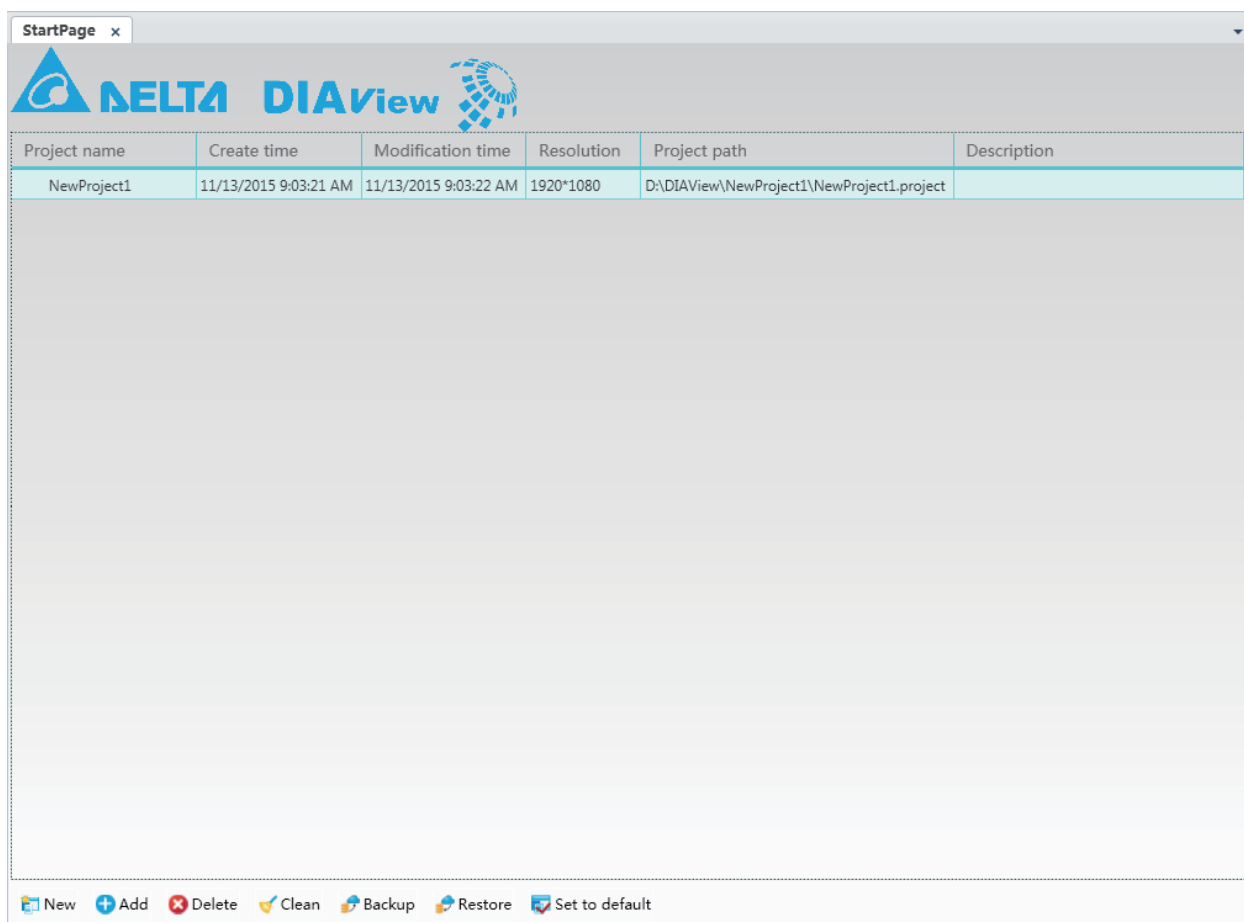 StartPage x
DELTA DIAView
Project name Create time Modification time Resolution Project path Description
NewProject1 11/13/2015 9:03:21 AM 11/13/2015 9:03:22 AM 1920*1080 D:\DIAView\NewProject1\NewProject1.project
New Add Delete Clean Backup Restore Set to default